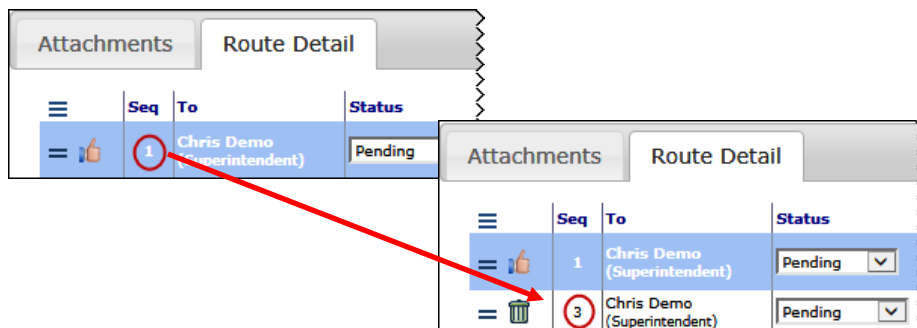 Attachments Route Detail
Seq To Status
1 Chris Demo
(Superintendent) Pending
Attachments Route Detail
Seq To Status
1 Chris Demo
(Superintendent) Pending
3 Chris Demo
(Superintendent) Pending